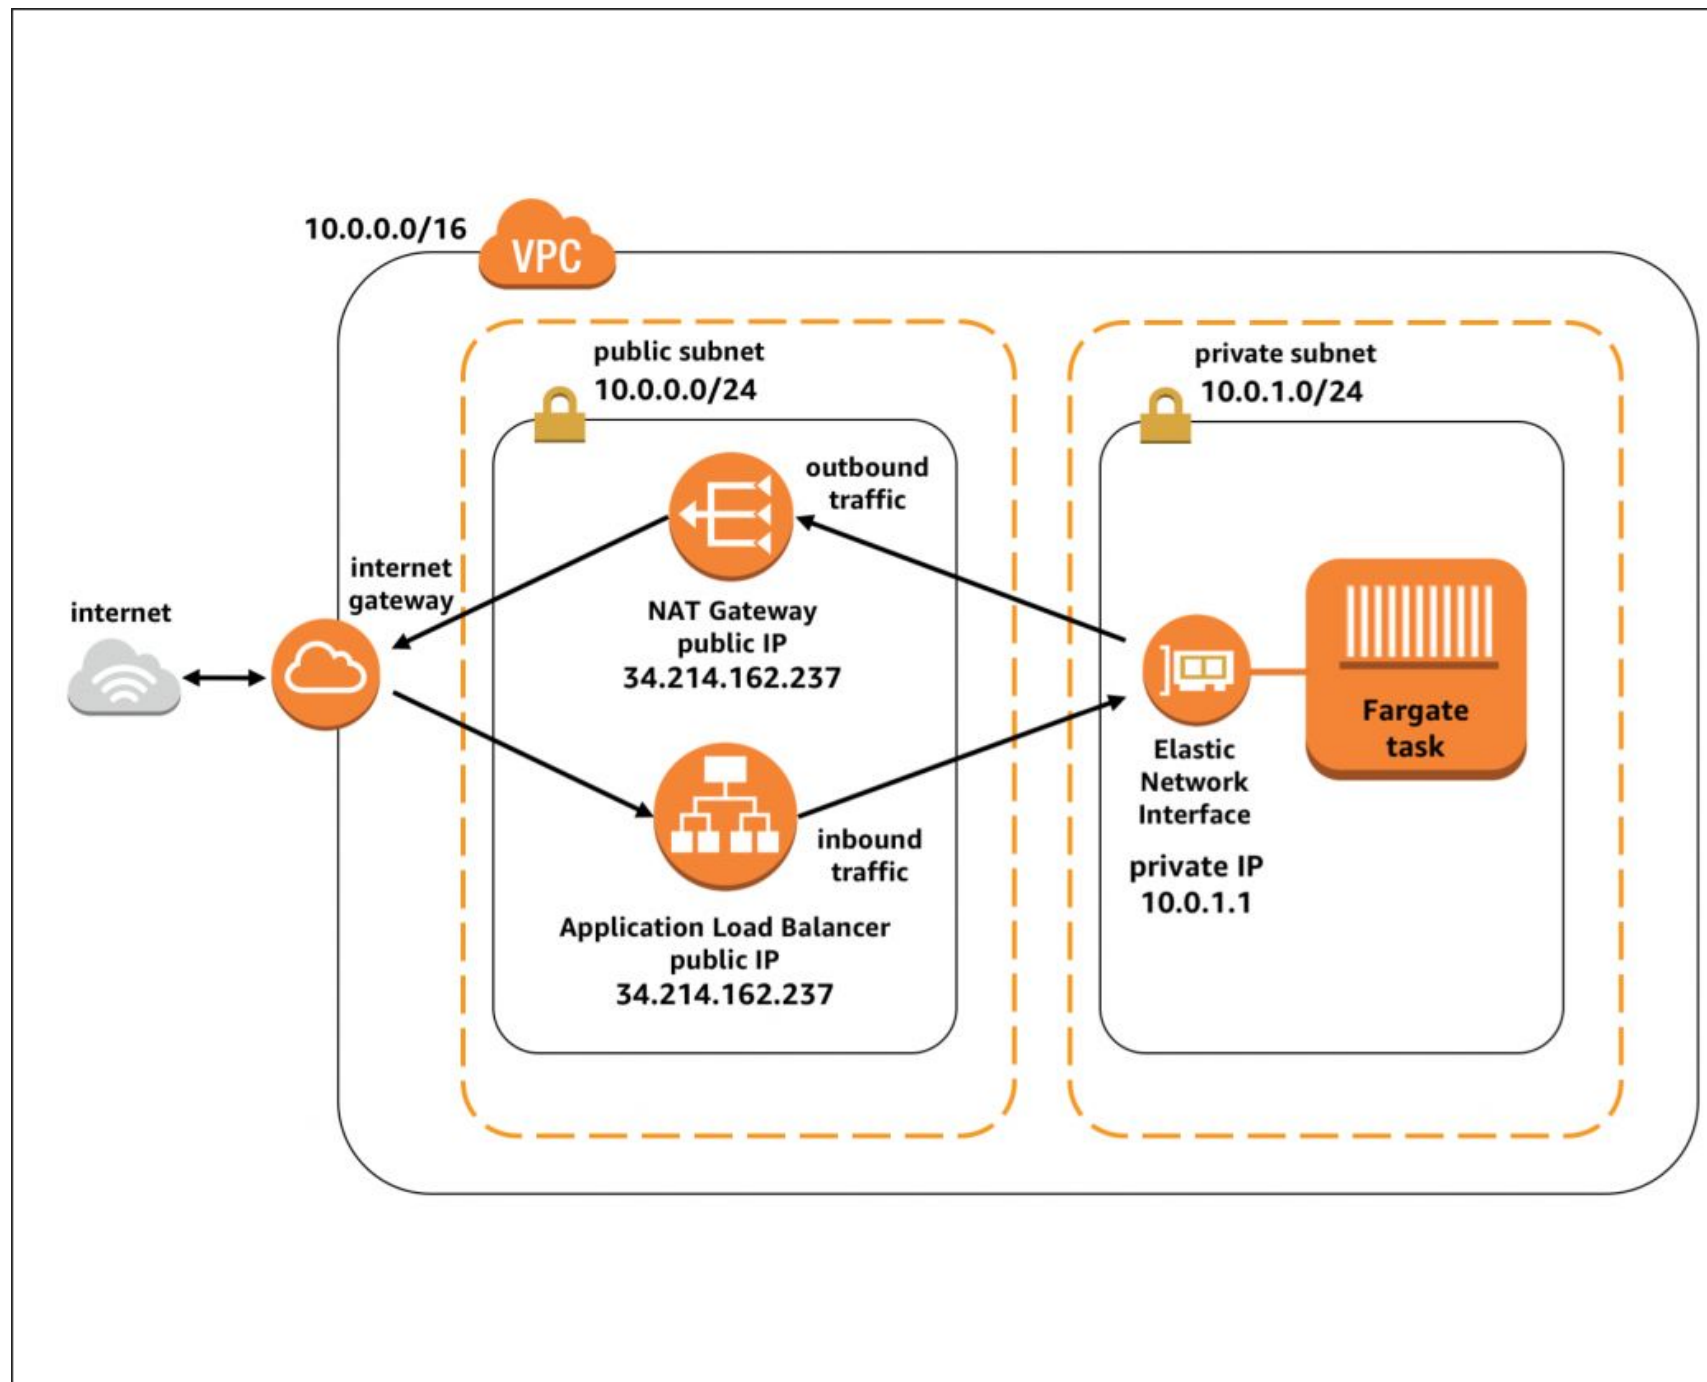 10.0.0.0/16
VPC
public subnet
10.0.0.0/24
private subnet
10.0.1.0/24
outbound
traffic
internet
gateway
internet
NAT Gateway
public IP
34.214.162.237
Fargate
task
Elastic
Network
Interface
private IP
10.0.1.1
inbound
traffic
Application Load Balancer
public IP
34.214.162.237